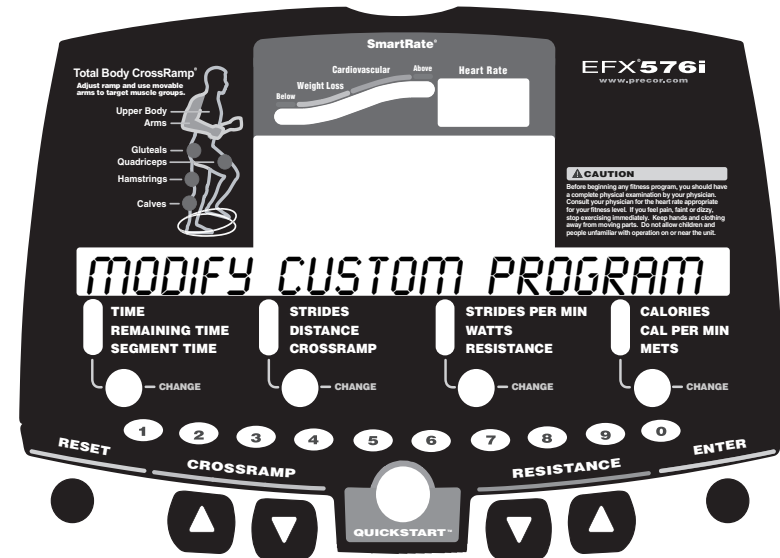 SmartRate®
Total Body CrossRamp®
Adjust ramp and use movable
arms to target muscle groups.
Upper Body
Arms
Gluteals
Quadriceps
Hamstrings
Calves
Cardiovascular
Above
Weight Loss
Below
Heart Rate
EFX®576i
www.precor.com
CAUTION
Before beginning any fitness program, you should have
a complete physical examination by your physician.
Consult your physician for the heart rate appropriate
for your fitness level. If you feel pain, faint or dizzy,
stop exercising immediately. Keep hands and clothing
away from moving parts. Do not allow children and
people unfamiliar with operation on or near the unit.
MODIFY CUSTOM PROGRAM
TIME
REMAINING TIME
SEGMENT TIME
CHANGE
STRIDES
DISTANCE
CROSSRAMP
CHANGE
STRIDES PER MIN
WATTS
RESISTANCE
CHANGE
CALORIES
CAL PER MIN
METS
CHANGE
1 2 3 4 5 6 7 8 9 0
RESET
CROSSRAMP
QUICKSTART™
RESISTANCE
ENTER